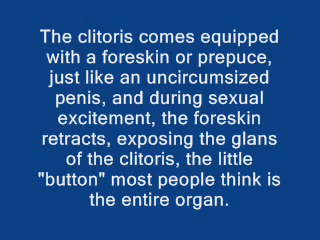 The clitoris comes equipped
with a foreskin or prepuce,
just like an uncircumsized
penis, and during sexual
excitement, the foreskin
retracts, exposing the glans
of the clitoris, the little
"button" most people think is
the entire organ.